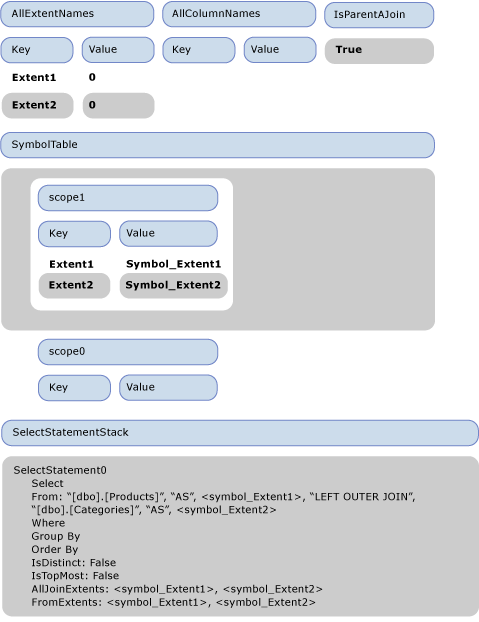 AllExtentNames AllColumnNames IsParentAJoin
Key Value Key Value True
Extent1 0
Extent2 0
SymbolTable
scope1
Key Value
Extent1 Symbol_Extent1
Extent2 Symbol_Extent2
scope0
Key Value
SelectStatementStack
SelectStatement0
Select
From: “[dbo].[Products]”, “AS”, <symbol_Extent1>, “LEFT OUTER JOIN”,
“[dbo].[Categories]”, “AS”, <symbol_Extent2>
Where
Group By
Order By
IsDistinct: False
IsTopMost: False
AllJoinExtents: <symbol_Extent1>, <symbol_Extent2>
FromExtents: <symbol_Extent1>, <symbol_Extent2>